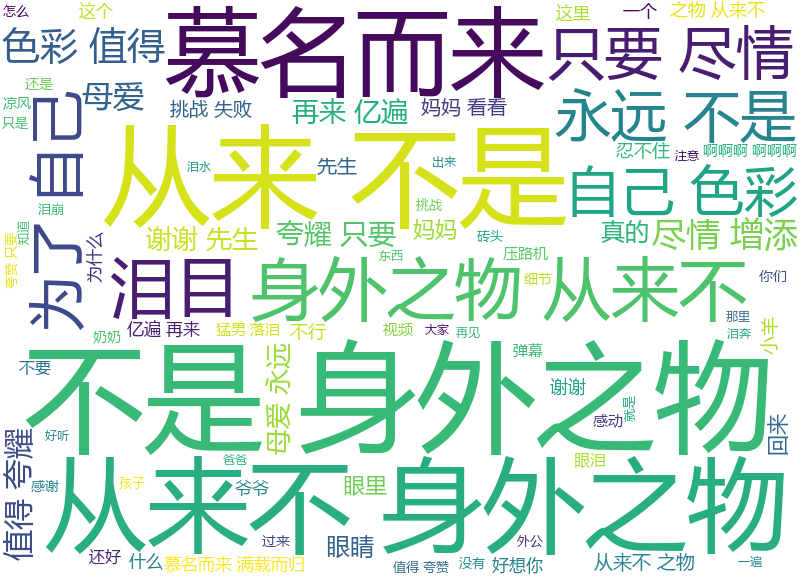 怎么
这个
慕名而来
这里
一个
之物 从来不
色彩 值得
只要 尽情
还是
母爱
凉风
挑战 失败
再来 亿遍
妈妈 看看
永远 不是
只是
自己
从来 不是
忍不住
注意
啊啊啊 啊啊啊
泪水
先生
出来
自己 色彩
泪崩
挑战
知道
夸赞 只要
为了
为什么
谢谢 先生
夸耀 只要
妈妈
砖头
真的
尽情 增添
东西
压路机
泪目
身外之物 从来不
细节
你们
那里
亿遍 再来
猛男 落泪
不行
视频
大家
再见
泪奔
小羊
奶奶
不是 身外之物
弹幕
不要
母爱 永远
谢谢
就是
感动
回来
好听
值得 夸耀
从来不 身外之物
爸爸
眼泪
感谢
孩子
爷爷
眼里
还好
什么
过来
眼睛
外公
慕名而来 满载而归
值得 夸赞
没有
好想你
从来不 之物
一遍